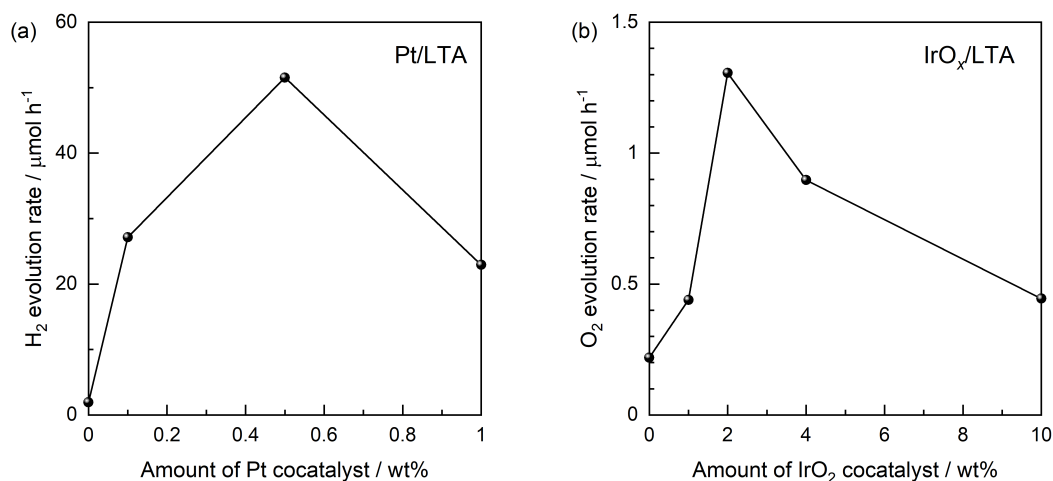 (a)
Pt/LTA
H₂ evolution rate / μmol h⁻¹
60
40
20
0
0 0.2 0.4 0.6 0.8 1
Amount of Pt cocatalyst / wt%
(b)
IrOₓ/LTA
O₂ evolution rate / μmol h⁻¹
1.5
1
0.5
0
0 2 4 6 8 10
Amount of IrO₂ cocatalyst / wt%